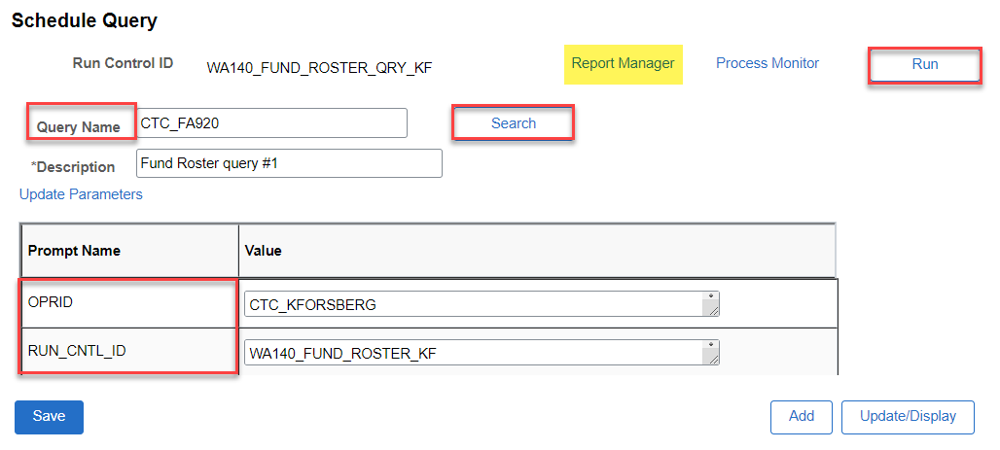 Schedule Query
Run Control ID WA140_FUND_ROSTER_QRY_KF Report Manager Process Monitor Run
Query Name CTC_FA920 Search
*Description Fund Roster query #1
Update Parameters
Prompt Name Value
OPRID CTC_KFORSBERG
RUN_CNTL_ID WA140_FUND_ROSTER_KF
Save Add Update/Display